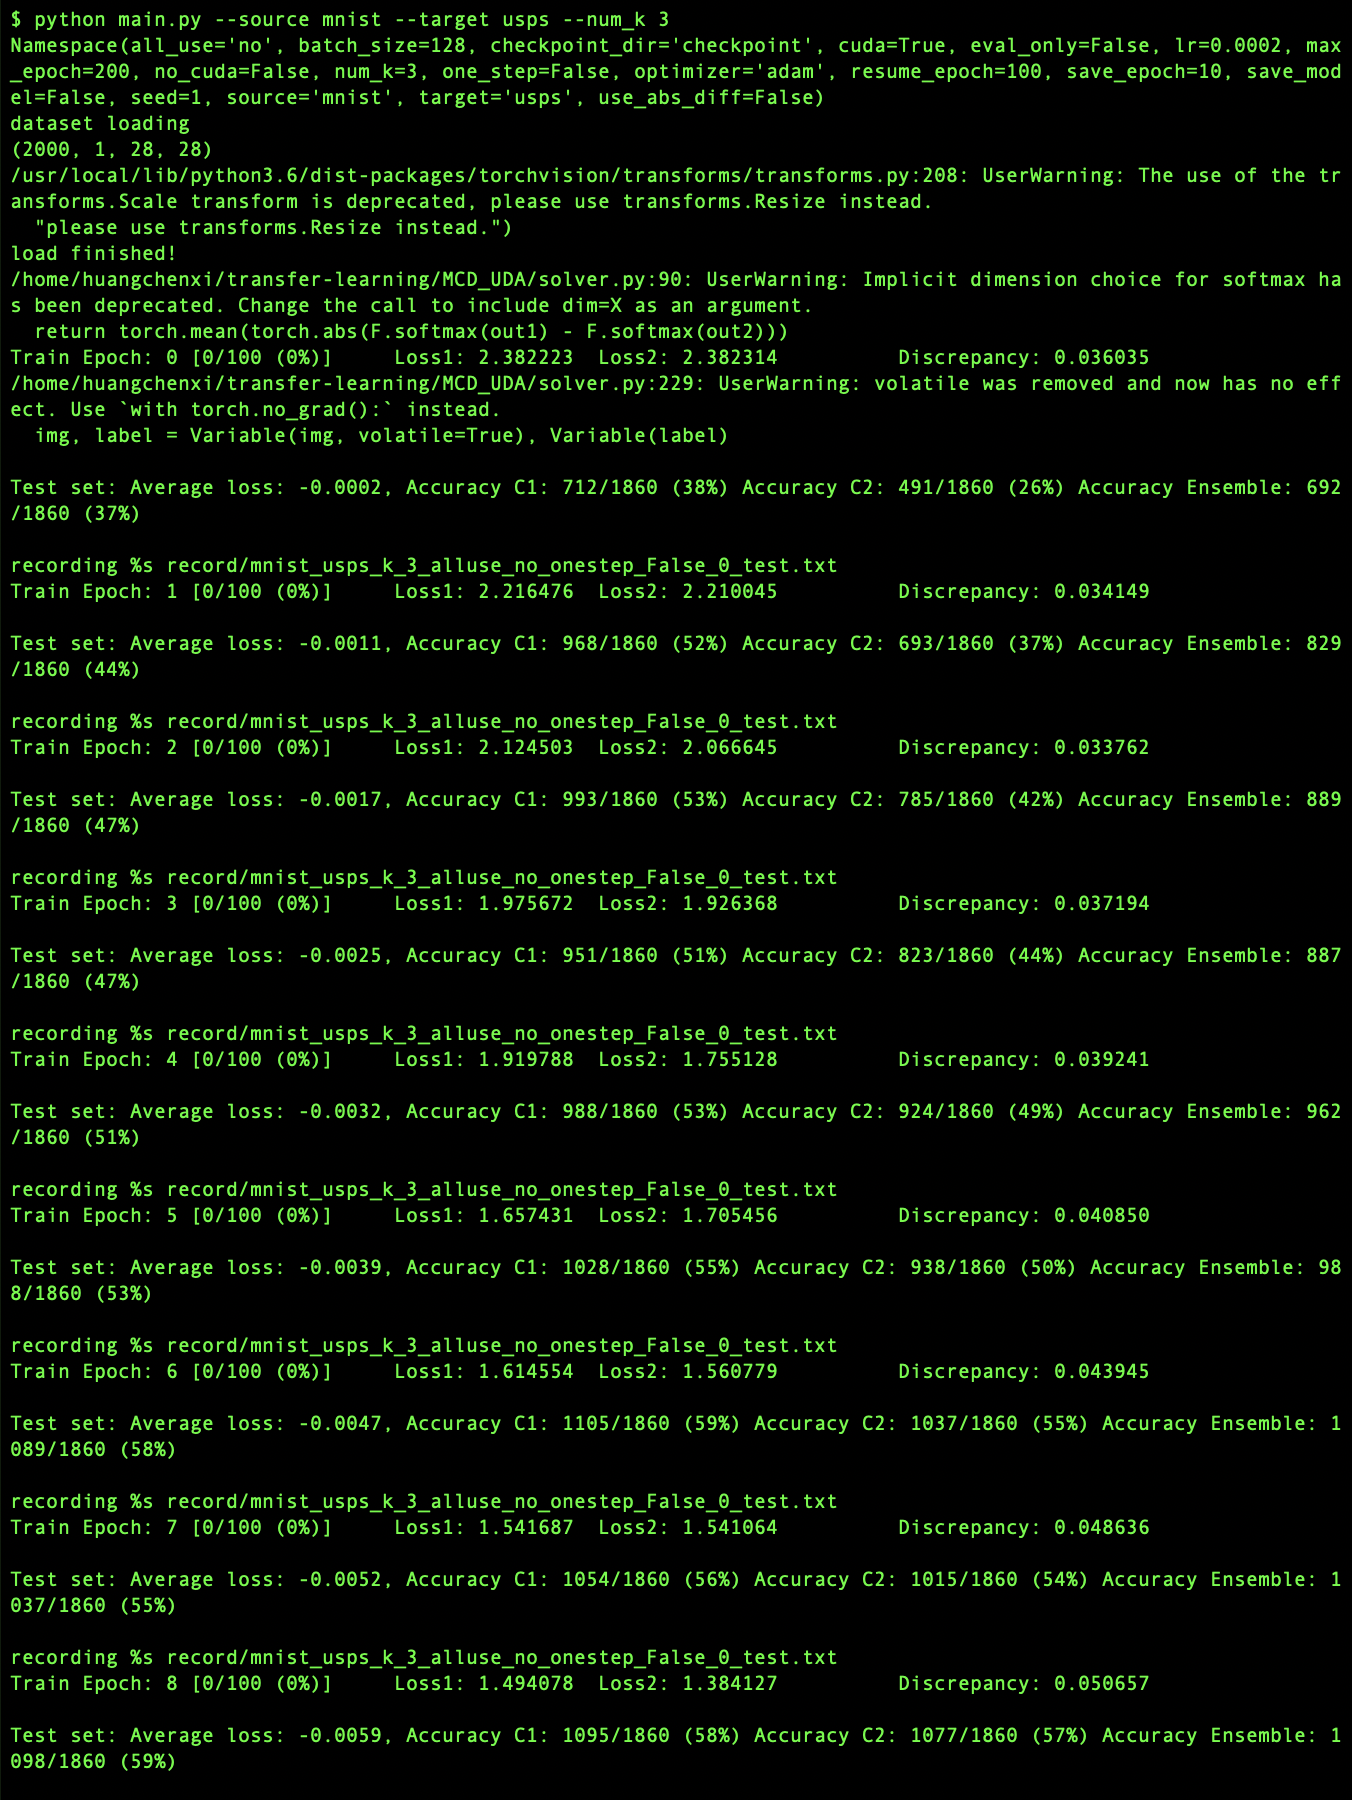 $ python main.py --source mnist --target usps --num_k 3
Namespace(all_use='no', batch_size=128, checkpoint_dir='checkpoint', cuda=True, eval_only=False, lr=0.0002, max
_epoch=200, no_cuda=False, num_k=3, one_step=False, optimizer='adam', resume_epoch=100, save_epoch=10, save_mod
el=False, seed=1, source='mnist', target='usps', use_abs_diff=False)
dataset loading
(2000, 1, 28, 28)
/usr/local/lib/python3.6/dist-packages/torchvision/transforms/transforms.py:208: UserWarning: The use of the tr
ansforms.Scale transform is deprecated, please use transforms.Resize instead.
  "please use transforms.Resize instead.")
load finished!
/home/huangchenxi/transfer-learning/MCD_UDA/solver.py:90: UserWarning: Implicit dimension choice for softmax ha
s been deprecated. Change the call to include dim=X as an argument.
  return torch.mean(torch.abs(F.softmax(out1) - F.softmax(out2)))
Train Epoch: 0 [0/100 (0%)]     Loss1: 2.382223  Loss2: 2.382314          Discrepancy: 0.036035
/home/huangchenxi/transfer-learning/MCD_UDA/solver.py:229: UserWarning: volatile was removed and now has no eff
ect. Use `with torch.no_grad():` instead.
  img, label = Variable(img, volatile=True), Variable(label)

Test set: Average loss: -0.0002, Accuracy C1: 712/1860 (38%) Accuracy C2: 491/1860 (26%) Accuracy Ensemble: 692
/1860 (37%)

recording %s record/mnist_usps_k_3_alluse_no_onestep_False_0_test.txt
Train Epoch: 1 [0/100 (0%)]     Loss1: 2.216476  Loss2: 2.210045          Discrepancy: 0.034149

Test set: Average loss: -0.0011, Accuracy C1: 968/1860 (52%) Accuracy C2: 693/1860 (37%) Accuracy Ensemble: 829
/1860 (44%)

recording %s record/mnist_usps_k_3_alluse_no_onestep_False_0_test.txt
Train Epoch: 2 [0/100 (0%)]     Loss1: 2.124503  Loss2: 2.066645          Discrepancy: 0.033762

Test set: Average loss: -0.0017, Accuracy C1: 993/1860 (53%) Accuracy C2: 785/1860 (42%) Accuracy Ensemble: 889
/1860 (47%)

recording %s record/mnist_usps_k_3_alluse_no_onestep_False_0_test.txt
Train Epoch: 3 [0/100 (0%)]     Loss1: 1.975672  Loss2: 1.926368          Discrepancy: 0.037194

Test set: Average loss: -0.0025, Accuracy C1: 951/1860 (51%) Accuracy C2: 823/1860 (44%) Accuracy Ensemble: 887
/1860 (47%)

recording %s record/mnist_usps_k_3_alluse_no_onestep_False_0_test.txt
Train Epoch: 4 [0/100 (0%)]     Loss1: 1.919788  Loss2: 1.755128          Discrepancy: 0.039241

Test set: Average loss: -0.0032, Accuracy C1: 988/1860 (53%) Accuracy C2: 924/1860 (49%) Accuracy Ensemble: 962
/1860 (51%)

recording %s record/mnist_usps_k_3_alluse_no_onestep_False_0_test.txt
Train Epoch: 5 [0/100 (0%)]     Loss1: 1.657431  Loss2: 1.705456          Discrepancy: 0.040850

Test set: Average loss: -0.0039, Accuracy C1: 1028/1860 (55%) Accuracy C2: 938/1860 (50%) Accuracy Ensemble: 98
8/1860 (53%)

recording %s record/mnist_usps_k_3_alluse_no_onestep_False_0_test.txt
Train Epoch: 6 [0/100 (0%)]     Loss1: 1.614554  Loss2: 1.560779          Discrepancy: 0.043945

Test set: Average loss: -0.0047, Accuracy C1: 1105/1860 (59%) Accuracy C2: 1037/1860 (55%) Accuracy Ensemble: 1
089/1860 (58%)

recording %s record/mnist_usps_k_3_alluse_no_onestep_False_0_test.txt
Train Epoch: 7 [0/100 (0%)]     Loss1: 1.541687  Loss2: 1.541064          Discrepancy: 0.048636

Test set: Average loss: -0.0052, Accuracy C1: 1054/1860 (56%) Accuracy C2: 1015/1860 (54%) Accuracy Ensemble: 1
037/1860 (55%)

recording %s record/mnist_usps_k_3_alluse_no_onestep_False_0_test.txt
Train Epoch: 8 [0/100 (0%)]     Loss1: 1.494078  Loss2: 1.384127          Discrepancy: 0.050657

Test set: Average loss: -0.0059, Accuracy C1: 1095/1860 (58%) Accuracy C2: 1077/1860 (57%) Accuracy Ensemble: 1
098/1860 (59%)